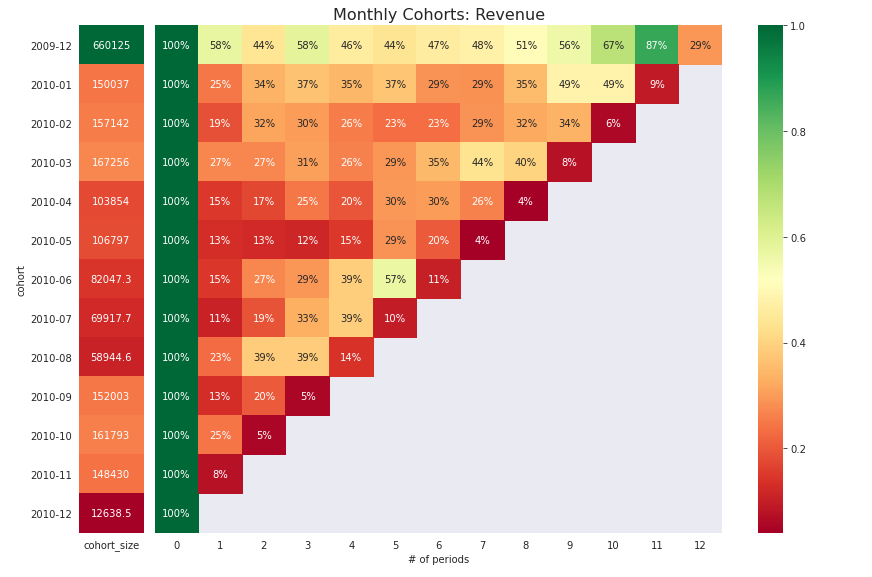 Monthly Cohorts: Revenue
cohort
2009-12 660125 100% 58% 44% 58% 46% 44% 47% 48% 51% 56% 67% 87% 29%
2010-01 150037 100% 25% 34% 37% 35% 37% 29% 29% 35% 49% 49% 9%
2010-02 157142 100% 19% 32% 30% 26% 23% 23% 29% 32% 34% 6%
2010-03 167256 100% 27% 27% 31% 26% 29% 35% 44% 40% 8%
2010-04 103854 100% 15% 17% 25% 20% 30% 30% 26% 4%
2010-05 106797 100% 13% 13% 12% 15% 29% 20% 4%
2010-06 82047.3 100% 15% 27% 29% 39% 57% 11%
2010-07 69917.7 100% 11% 19% 33% 39% 10%
2010-08 58944.6 100% 23% 39% 39% 14%
2010-09 152003 100% 13% 20% 5%
2010-10 161793 100% 25% 5%
2010-11 148430 100% 8%
2010-12 12638.5 100%
cohort_size 0 1 2 3 4 5 6 7 8 9 10 11 12
# of periods
1.0
0.8
0.6
0.4
0.2